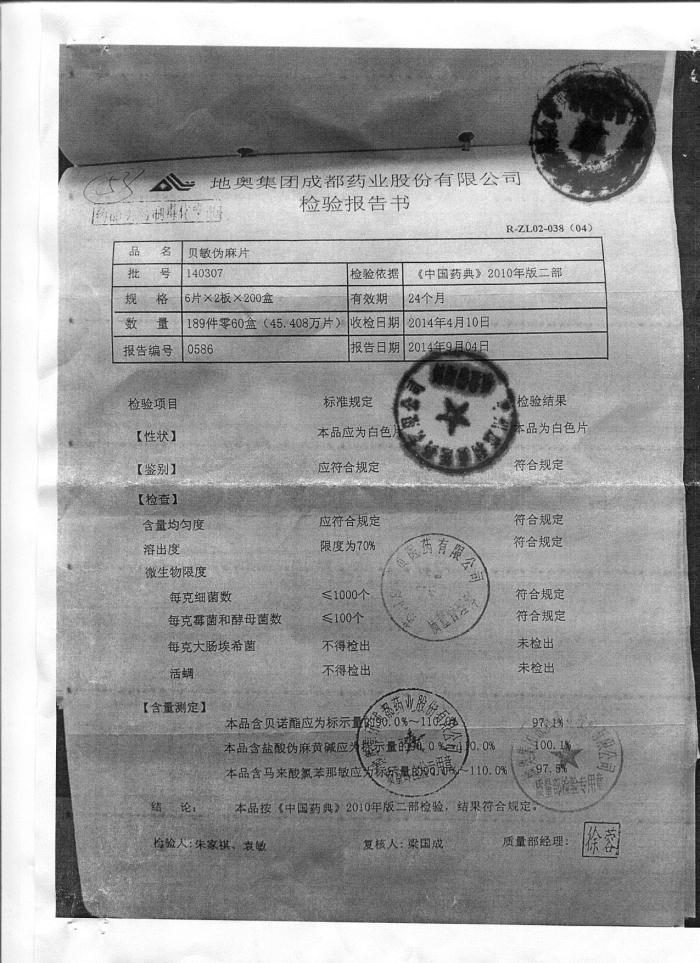 地奥集团成都药业股份有限公司
检验报告书
R-ZL02-038（04）
品 名 贝敏伪麻片
批 号 140307 检验依据 《中国药典》2010年版二部
规 格 6片×2板×200盒 有效期 24个月
数 量 189件零60盒（45.408万片） 收检日期 2014年4月10日
报告编号 0586 报告日期 2014年9月04日
检验项目 标准规定 检验结果
【性状】 本品应为白色片 本品为白色片
【鉴别】 应符合规定 符合规定
【检查】
含量均匀度 应符合规定 符合规定
溶出度 限度为70% 符合规定
微生物限度
每克细菌数 ≤1000个 符合规定
每克霉菌和酵母菌数 ≤100个 符合规定
每克大肠埃希菌 不得检出 未检出
活螨 不得检出 未检出
【含量测定】
本品含贝诺酯应为标示量的90.0%～110.0% 97.1%
本品含盐酸伪麻黄碱应为标示量的90.0%～110.0% 100.1%
本品含马来酸氯苯那敏应为标示量的90.0%～110.0% 97.5%
结 论： 本品按《中国药典》2010年版二部检验，结果符合规定。
检验人：朱家祺、袁敏 复核人：梁国成 质量部经理： 徐蓉